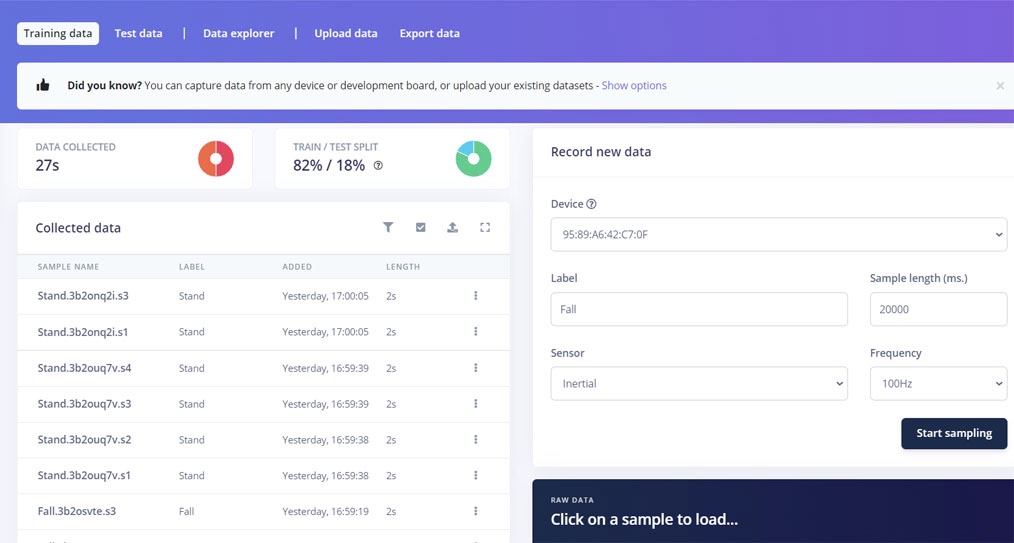 Training data Test data | Data explorer | Upload data Export data
Did you know? You can capture data from any device or development board, or upload your existing datasets - Show options ×
DATA COLLECTED
27s
TRAIN / TEST SPLIT
82% / 18% ?
Collected data
SAMPLE NAME LABEL ADDED LENGTH
Stand.3b2onq2i.s3 Stand Yesterday, 17:00:05 2s
Stand.3b2onq2i.s1 Stand Yesterday, 17:00:05 2s
Stand.3b2ouq7v.s4 Stand Yesterday, 16:59:39 2s
Stand.3b2ouq7v.s3 Stand Yesterday, 16:59:39 2s
Stand.3b2ouq7v.s2 Stand Yesterday, 16:59:38 2s
Stand.3b2ouq7v.s1 Stand Yesterday, 16:59:38 2s
Fall.3b2osvte.s3 Fall Yesterday, 16:59:19 2s
Record new data
Device ?
95:89:A6:42:C7:0F
Label Sample length (ms.)
Fall 20000
Sensor Frequency
Inertial 100Hz
Start sampling
RAW DATA
Click on a sample to load...